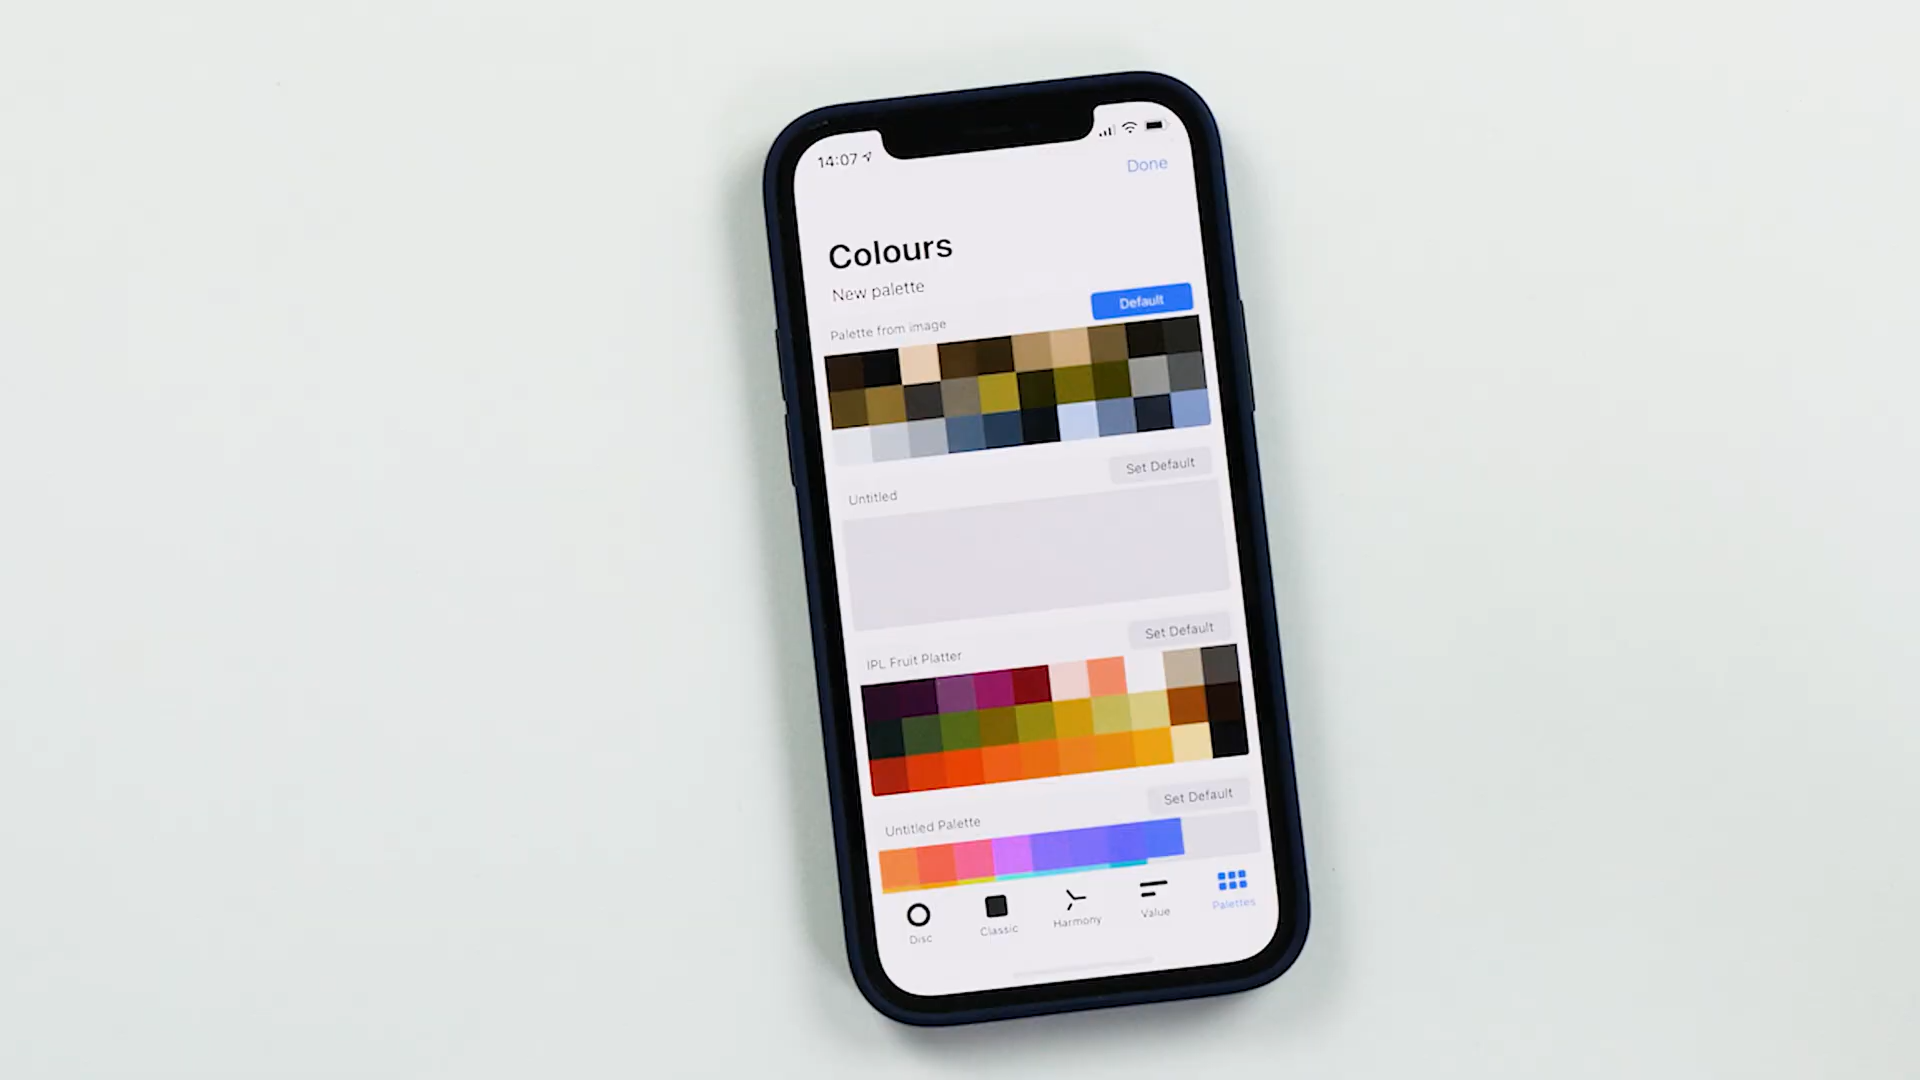 14:07
Done
Colours
New palette
Default
Palette from image
Set Default
Untitled
Set Default
IPL Fruit Platter
Set Default
Untitled Palette
Disc
Classic
Harmony
Value
Palettes